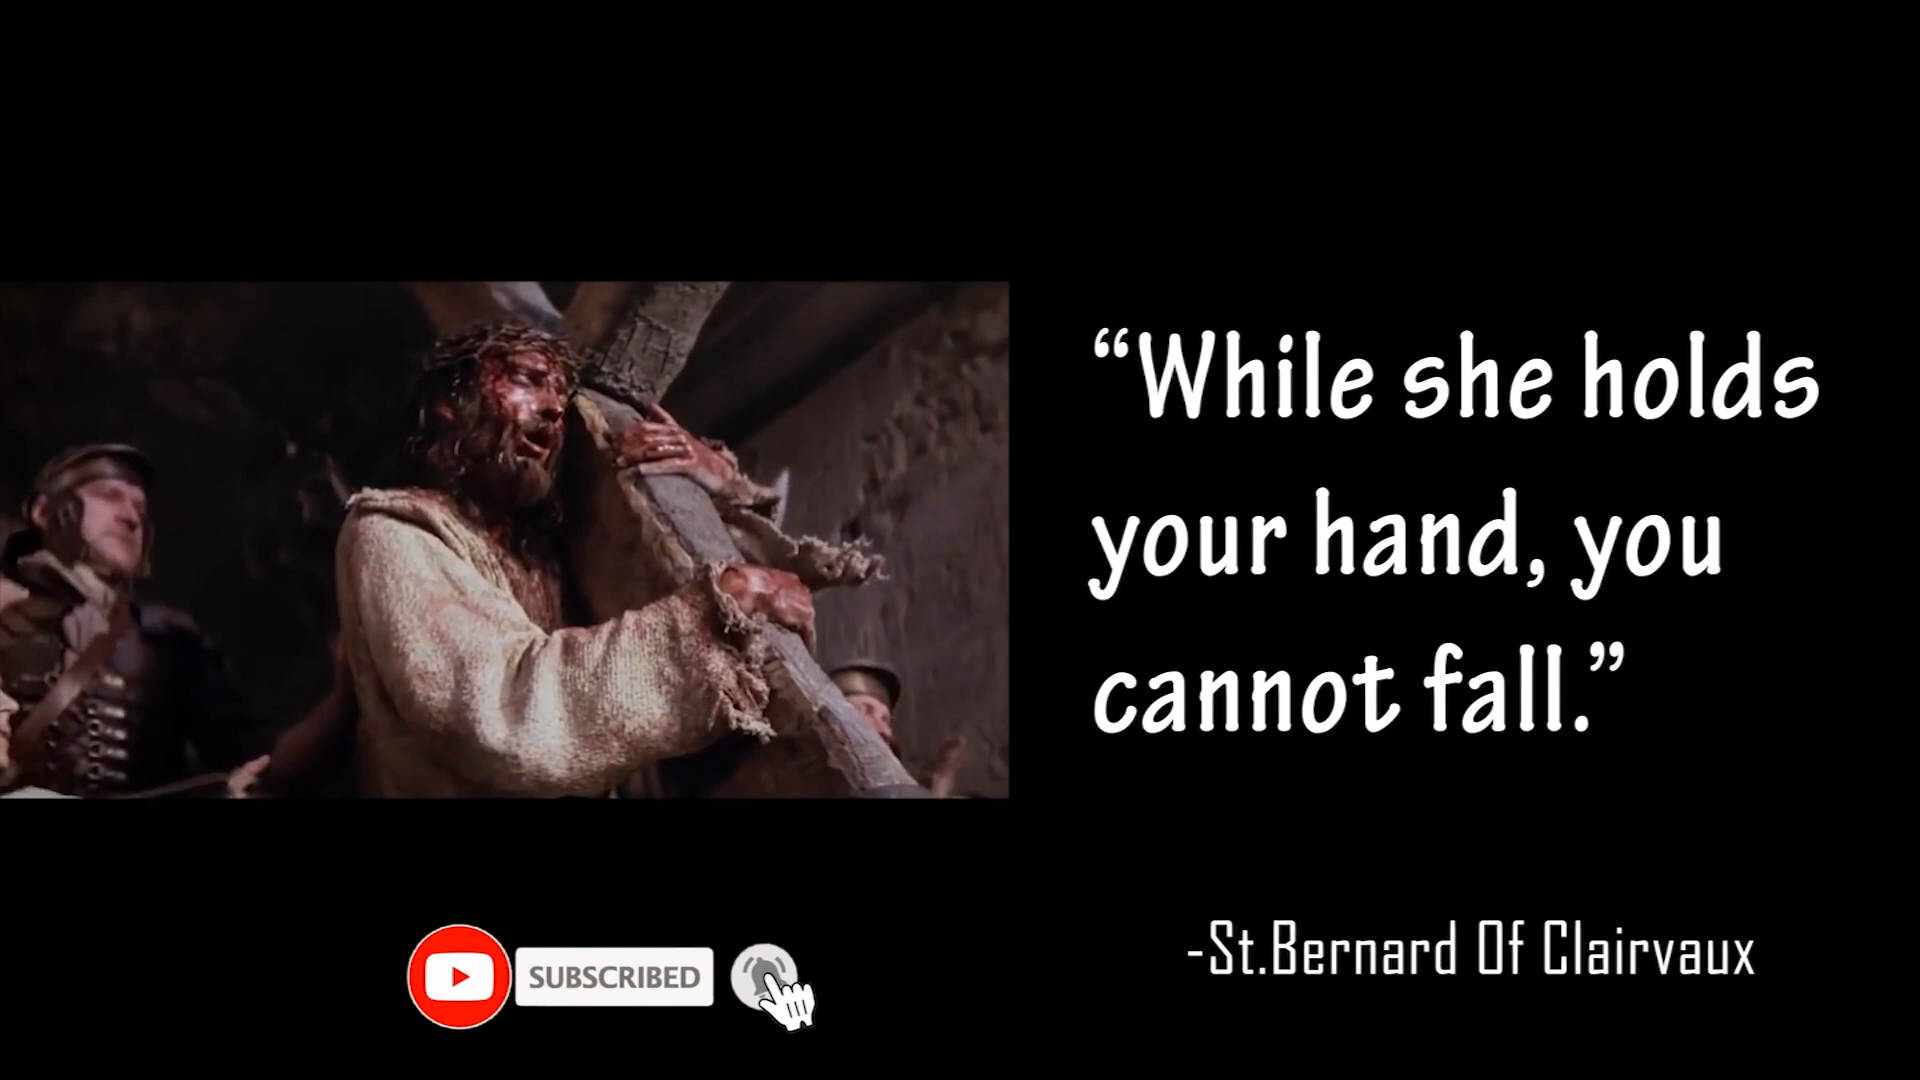 “While she holds
your hand, you
cannot fall.”
-St.Bernard Of Clairvaux
SUBSCRIBED